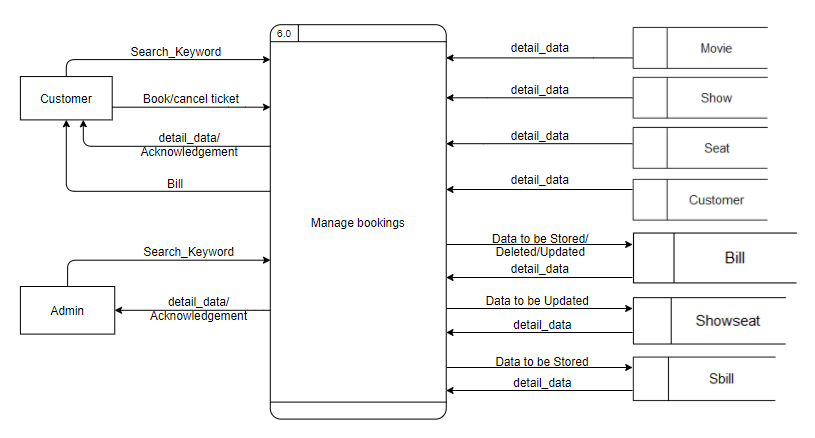 6.0
Search_Keyword
Customer
Book/cancel ticket
detail_data/
Acknowledgement
Bill
Manage bookings
Search_Keyword
Admin
detail_data/
Acknowledgement
detail_data
Movie
detail_data
Show
detail_data
Seat
detail_data
Customer
Data to be Stored/
Deleted/Updated
detail_data
Bill
Data to be Updated
detail_data
Showseat
Data to be Stored
detail_data
Sbill